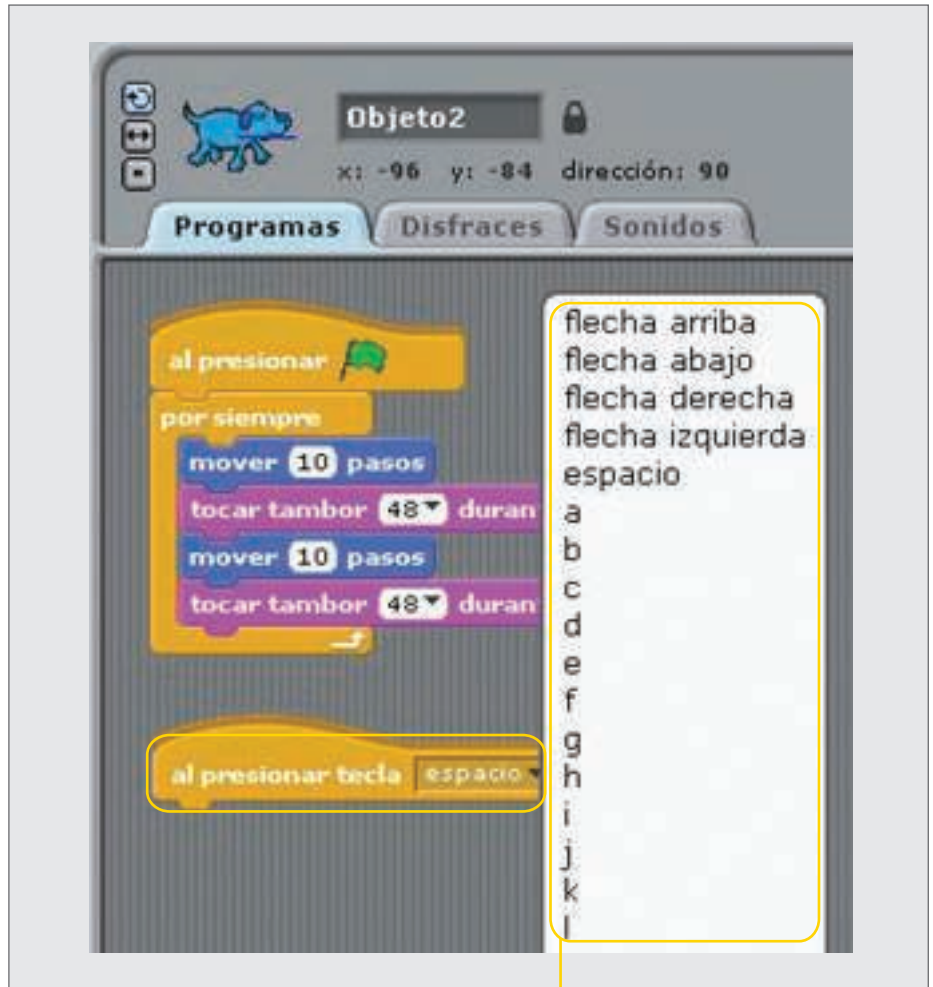 Objeto2
x: -96 y: -84 dirección: 90
Programas Disfraces Sonidos
al presionar
por siempre
mover 10 pasos
tocar tambor 48 duran
mover 10 pasos
tocar tambor 48 duran
al presionar tecla espacio
flecha arriba
flecha abajo
flecha derecha
flecha izquierda
espacio
a
b
c
d
e
f
g
h
i
j
k
l